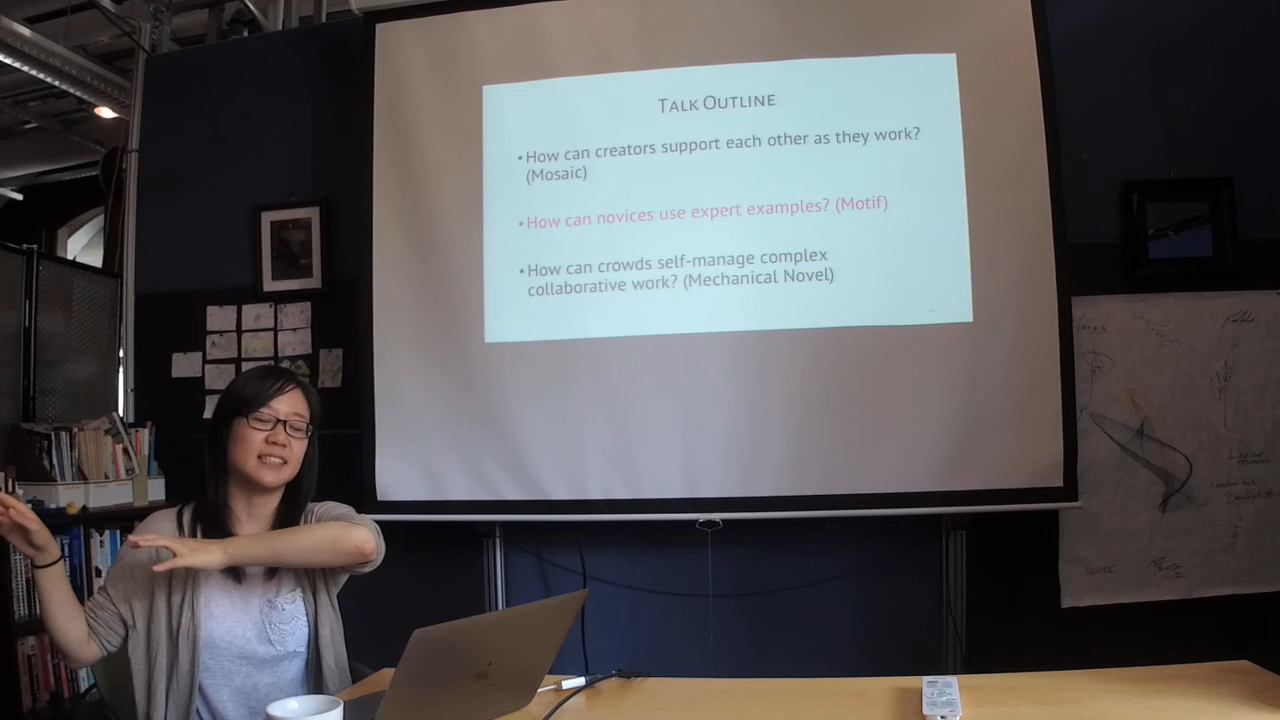 TALK OUTLINE
• How can creators support each other as they work?
(Mosaic)
• How can novices use expert examples? (Motif)
• How can crowds self-manage complex
collaborative work? (Mechanical Novel)